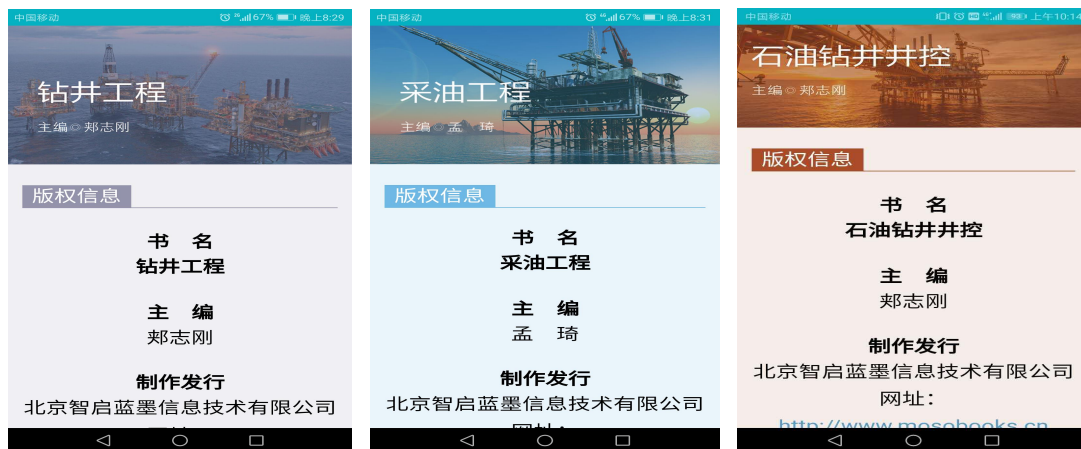 中国移动
67%
晚上8:29
钻井工程
主编◎郏志刚
版权信息
书 名
钻井工程
主 编
郏志刚
制作发行
北京智启蓝墨信息技术有限公司
中国移动
67%
晚上8:31
采油工程
主编◎孟 琦
版权信息
书 名
采油工程
主 编
孟 琦
制作发行
北京智启蓝墨信息技术有限公司
中国移动
上午10:14
石油钻井井控
主编◎郏志刚
版权信息
书 名
石油钻井井控
主 编
郏志刚
制作发行
北京智启蓝墨信息技术有限公司
网址：
http://www.mosobooks.cn